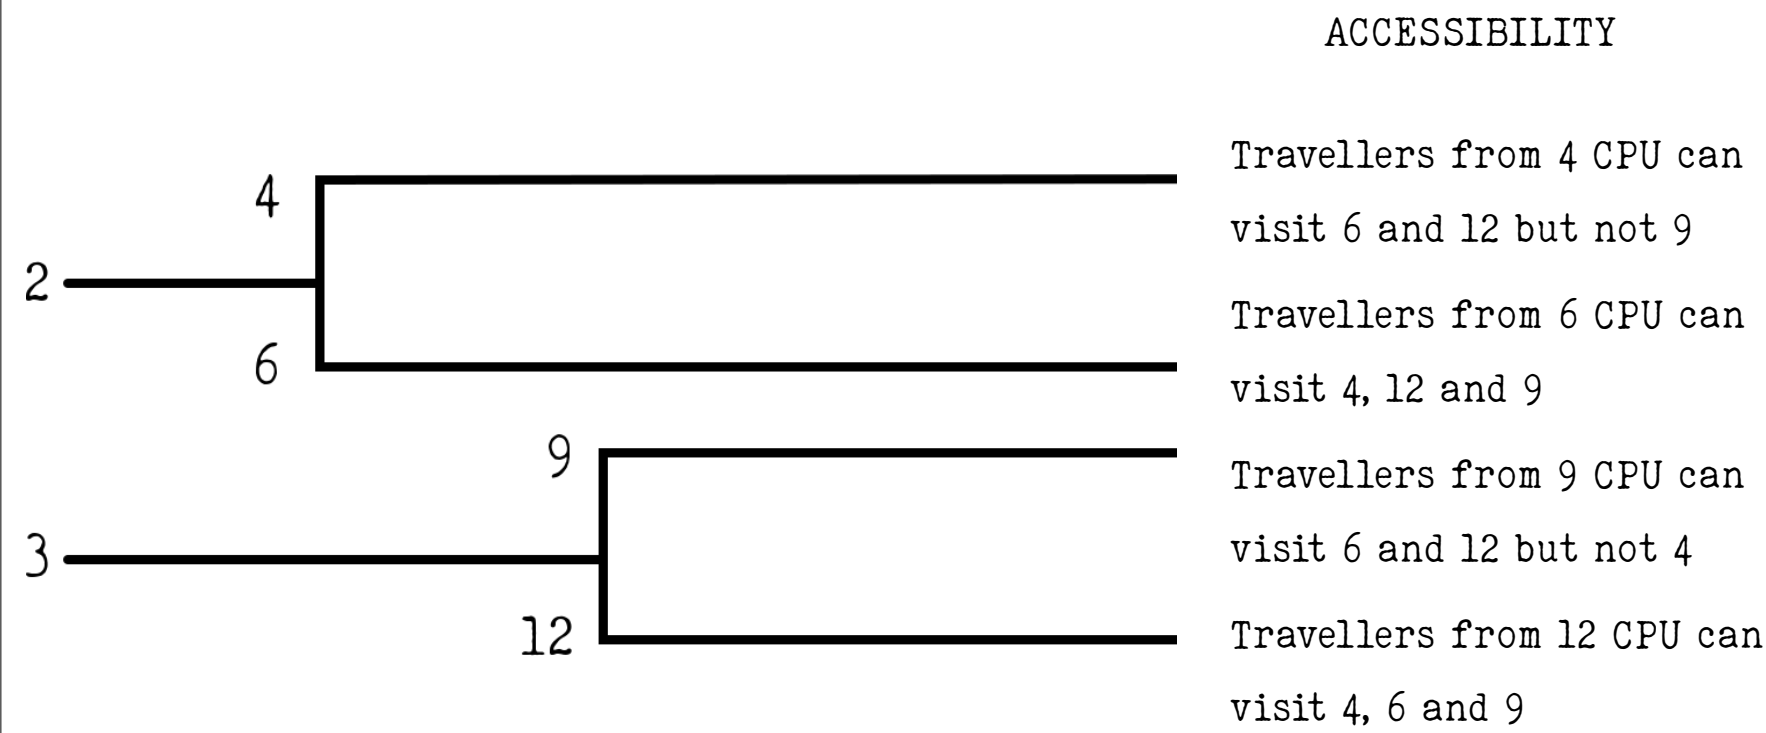 ACCESSIBILITY
Travellers from 4 CPU can
visit 6 and 12 but not 9
Travellers from 6 CPU can
visit 4, 12 and 9
Travellers from 9 CPU can
visit 6 and 12 but not 4
Travellers from 12 CPU can
visit 4, 6 and 9
4
2
6
9
3
12